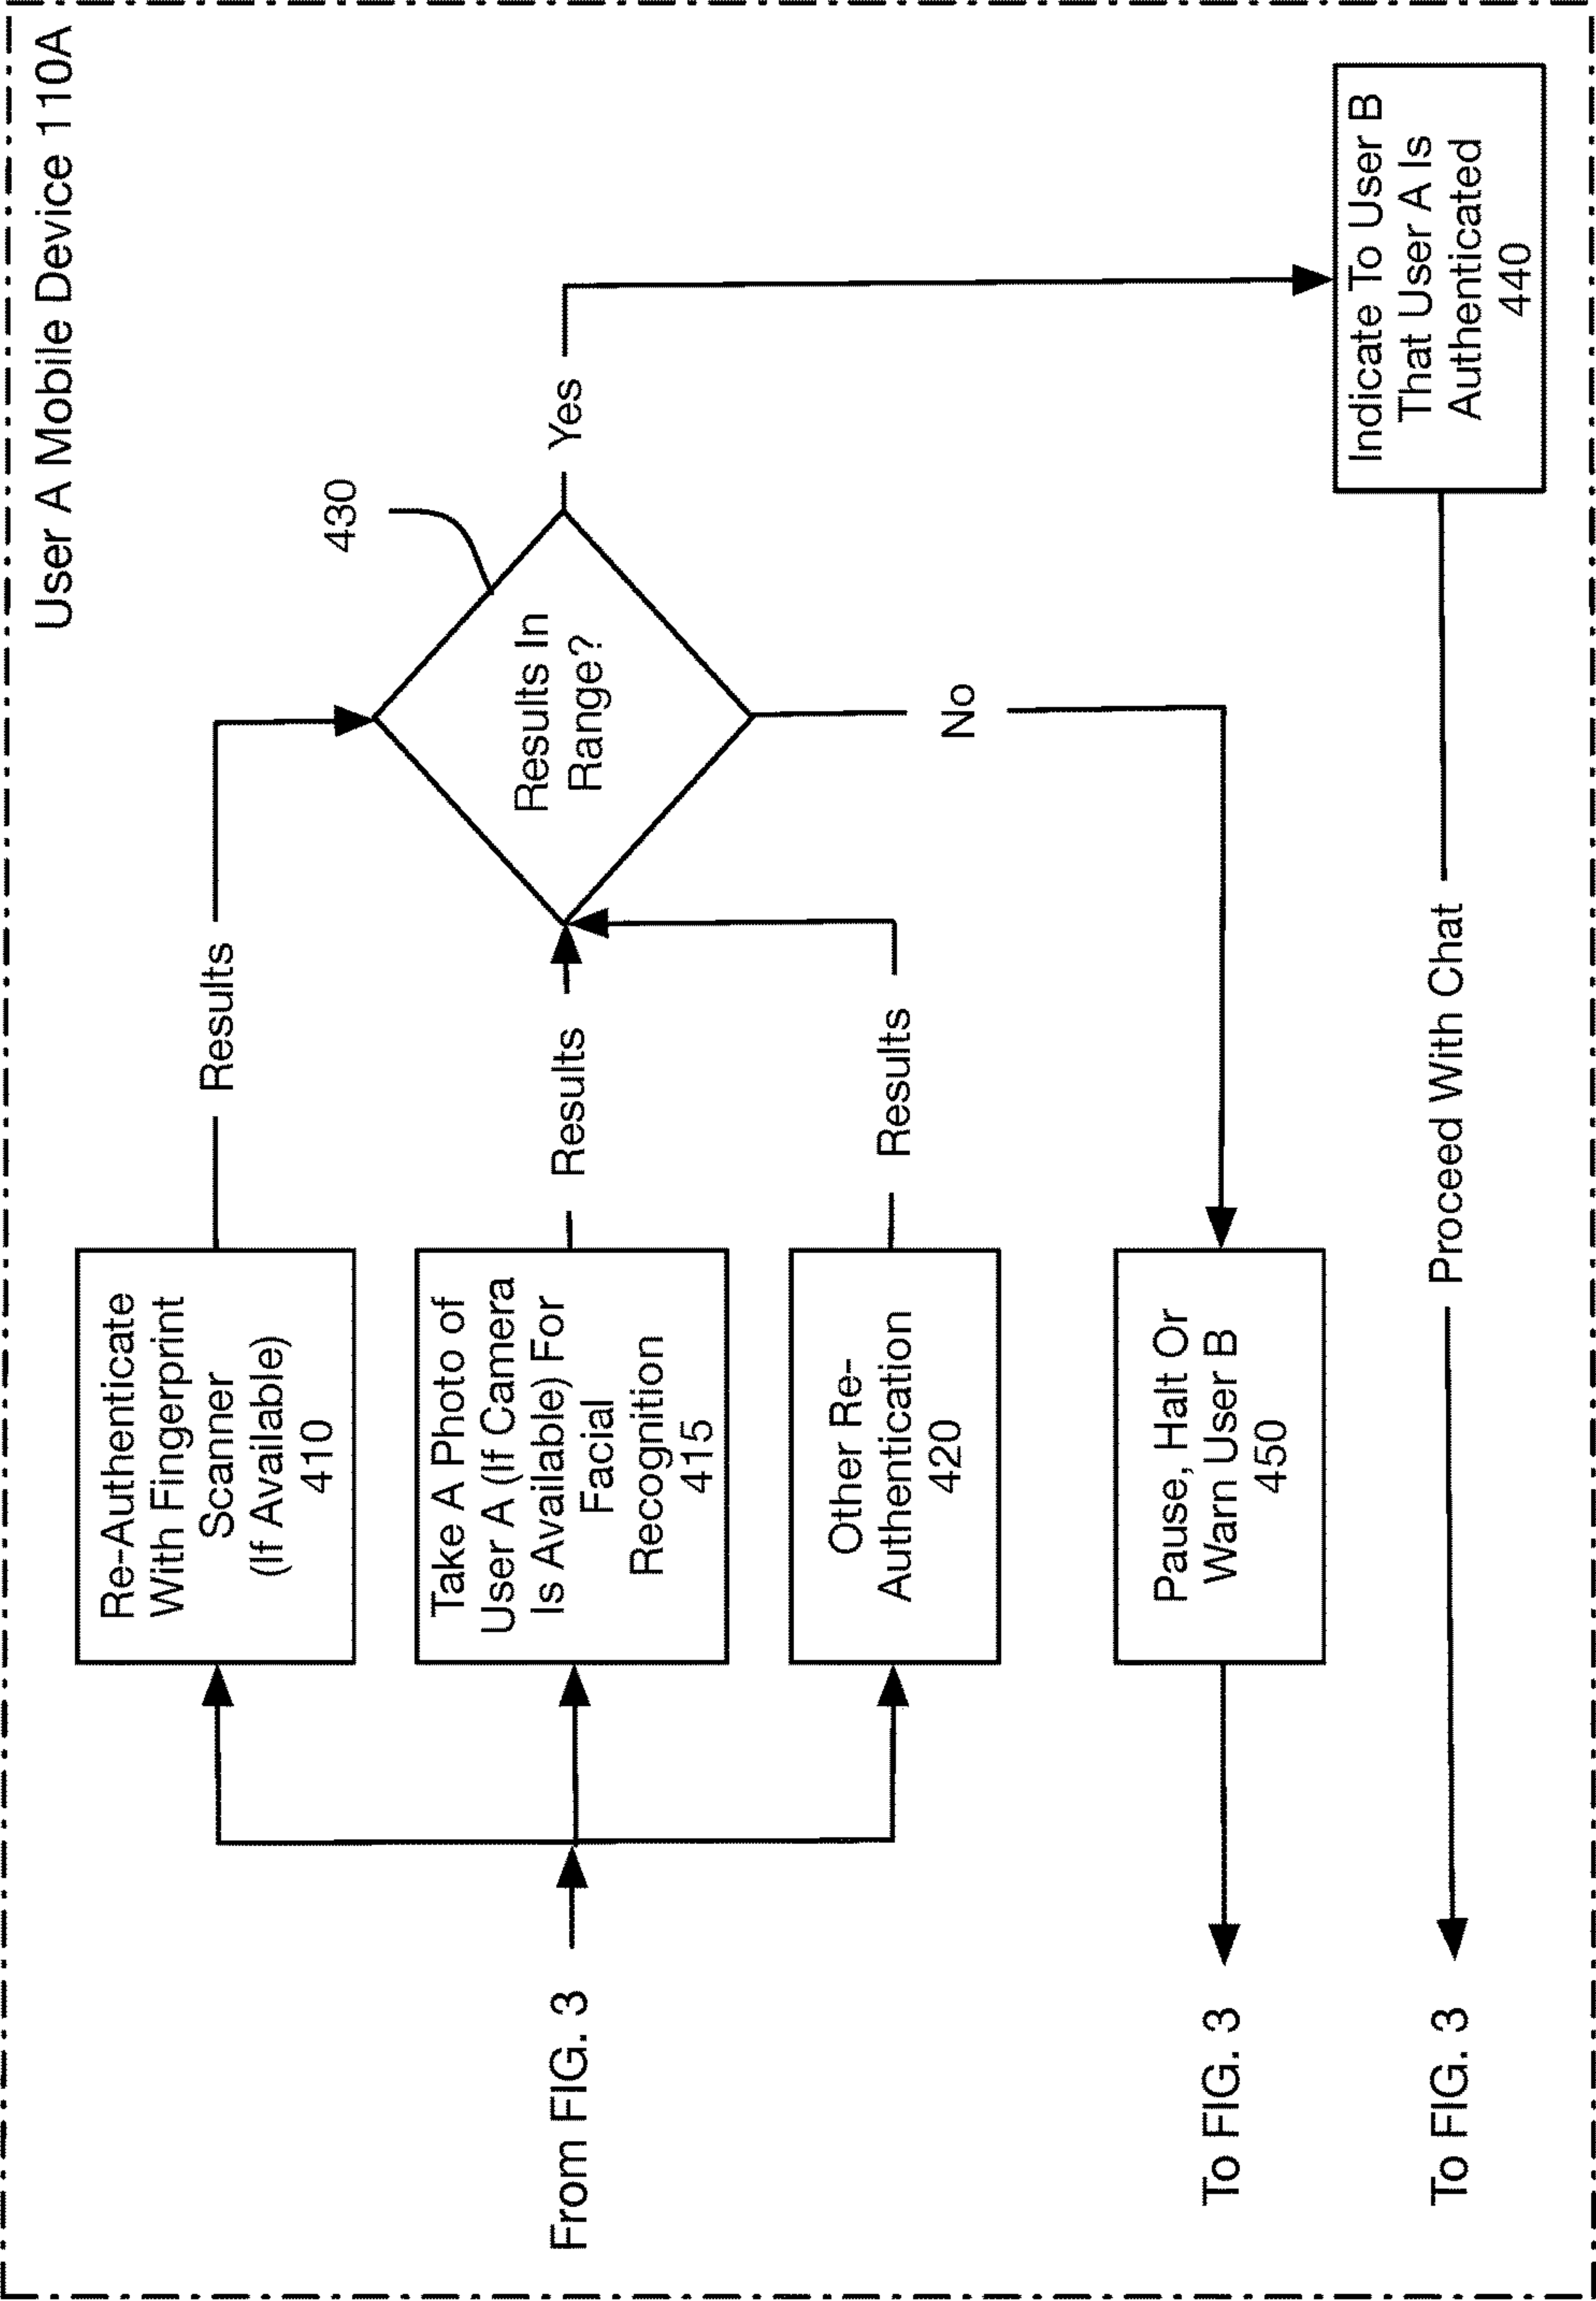 User A Mobile Device 110A
From FIG. 3
Re-Authenticate
With Fingerprint
Scanner
(If Available)
410
Results
Take A Photo of
User A (If Camera
Is Available) For
Facial
Recognition
415
Results
Other Re-
Authentication
420
Results
430
Results In
Range?
Yes
No
Indicate To User B
That User A Is
Authenticated
440
Pause, Halt Or
Warn User B
450
To FIG. 3
Proceed With Chat
To FIG. 3